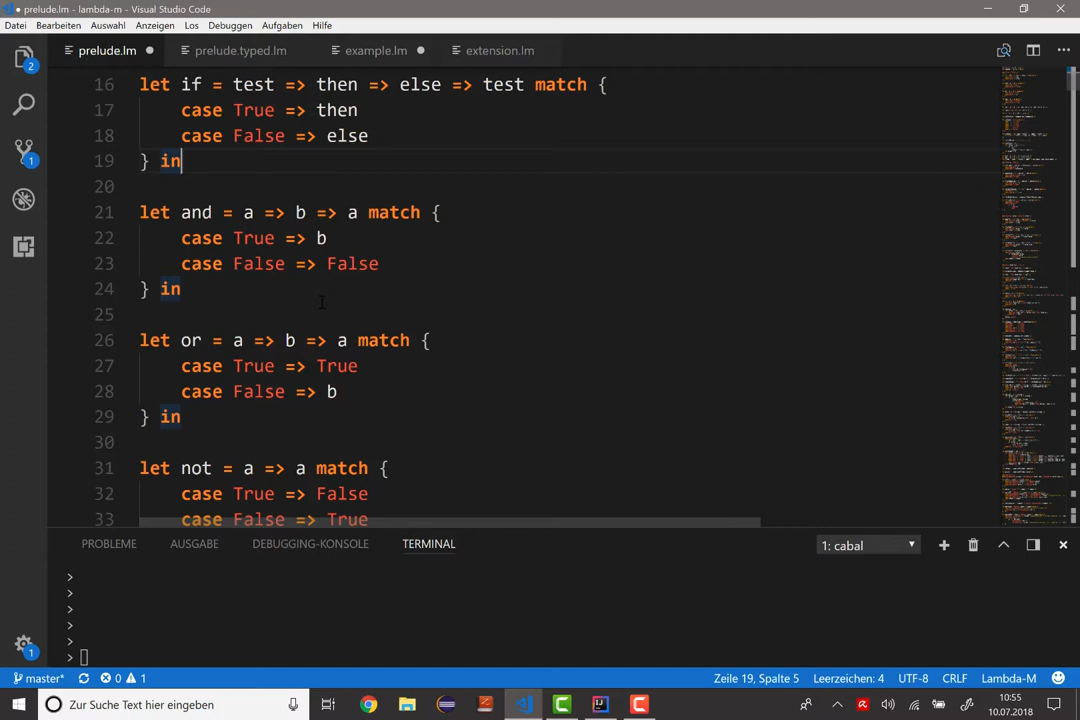 prelude.lm - lambda-m - Visual Studio Code
Datei Bearbeiten Auswahl Anzeigen Los Debuggen Aufgaben Hilfe
prelude.lm prelude.typed.lm example.lm extension.lm
16 let if = test => then => else => test match {
17 case True => then
18 case False => else
19 } in
20
21 let and = a => b => a match {
22 case True => b
23 case False => False
24 } in
25
26 let or = a => b => a match {
27 case True => True
28 case False => b
29 } in
30
31 let not = a => a match {
32 case True => False
33 case False => True
2
1
PROBLEME AUSGABE DEBUGGING-KONSOLE TERMINAL 1: cabal
>
>
>
>
>
>
1
master* 0 1 Zeile 19, Spalte 5 Leerzeichen: 4 UTF-8 CRLF Lambda-M
Zur Suche Text hier eingeben
10:55
10.07.2018